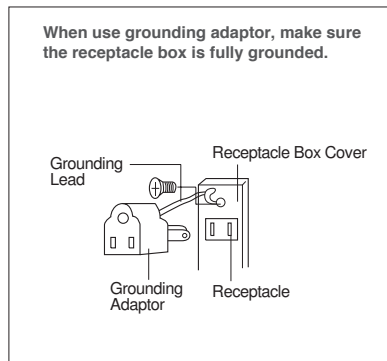 When use grounding adaptor, make sure
the receptacle box is fully grounded.
Grounding
Lead
Receptacle Box Cover
Grounding
Adaptor
Receptacle